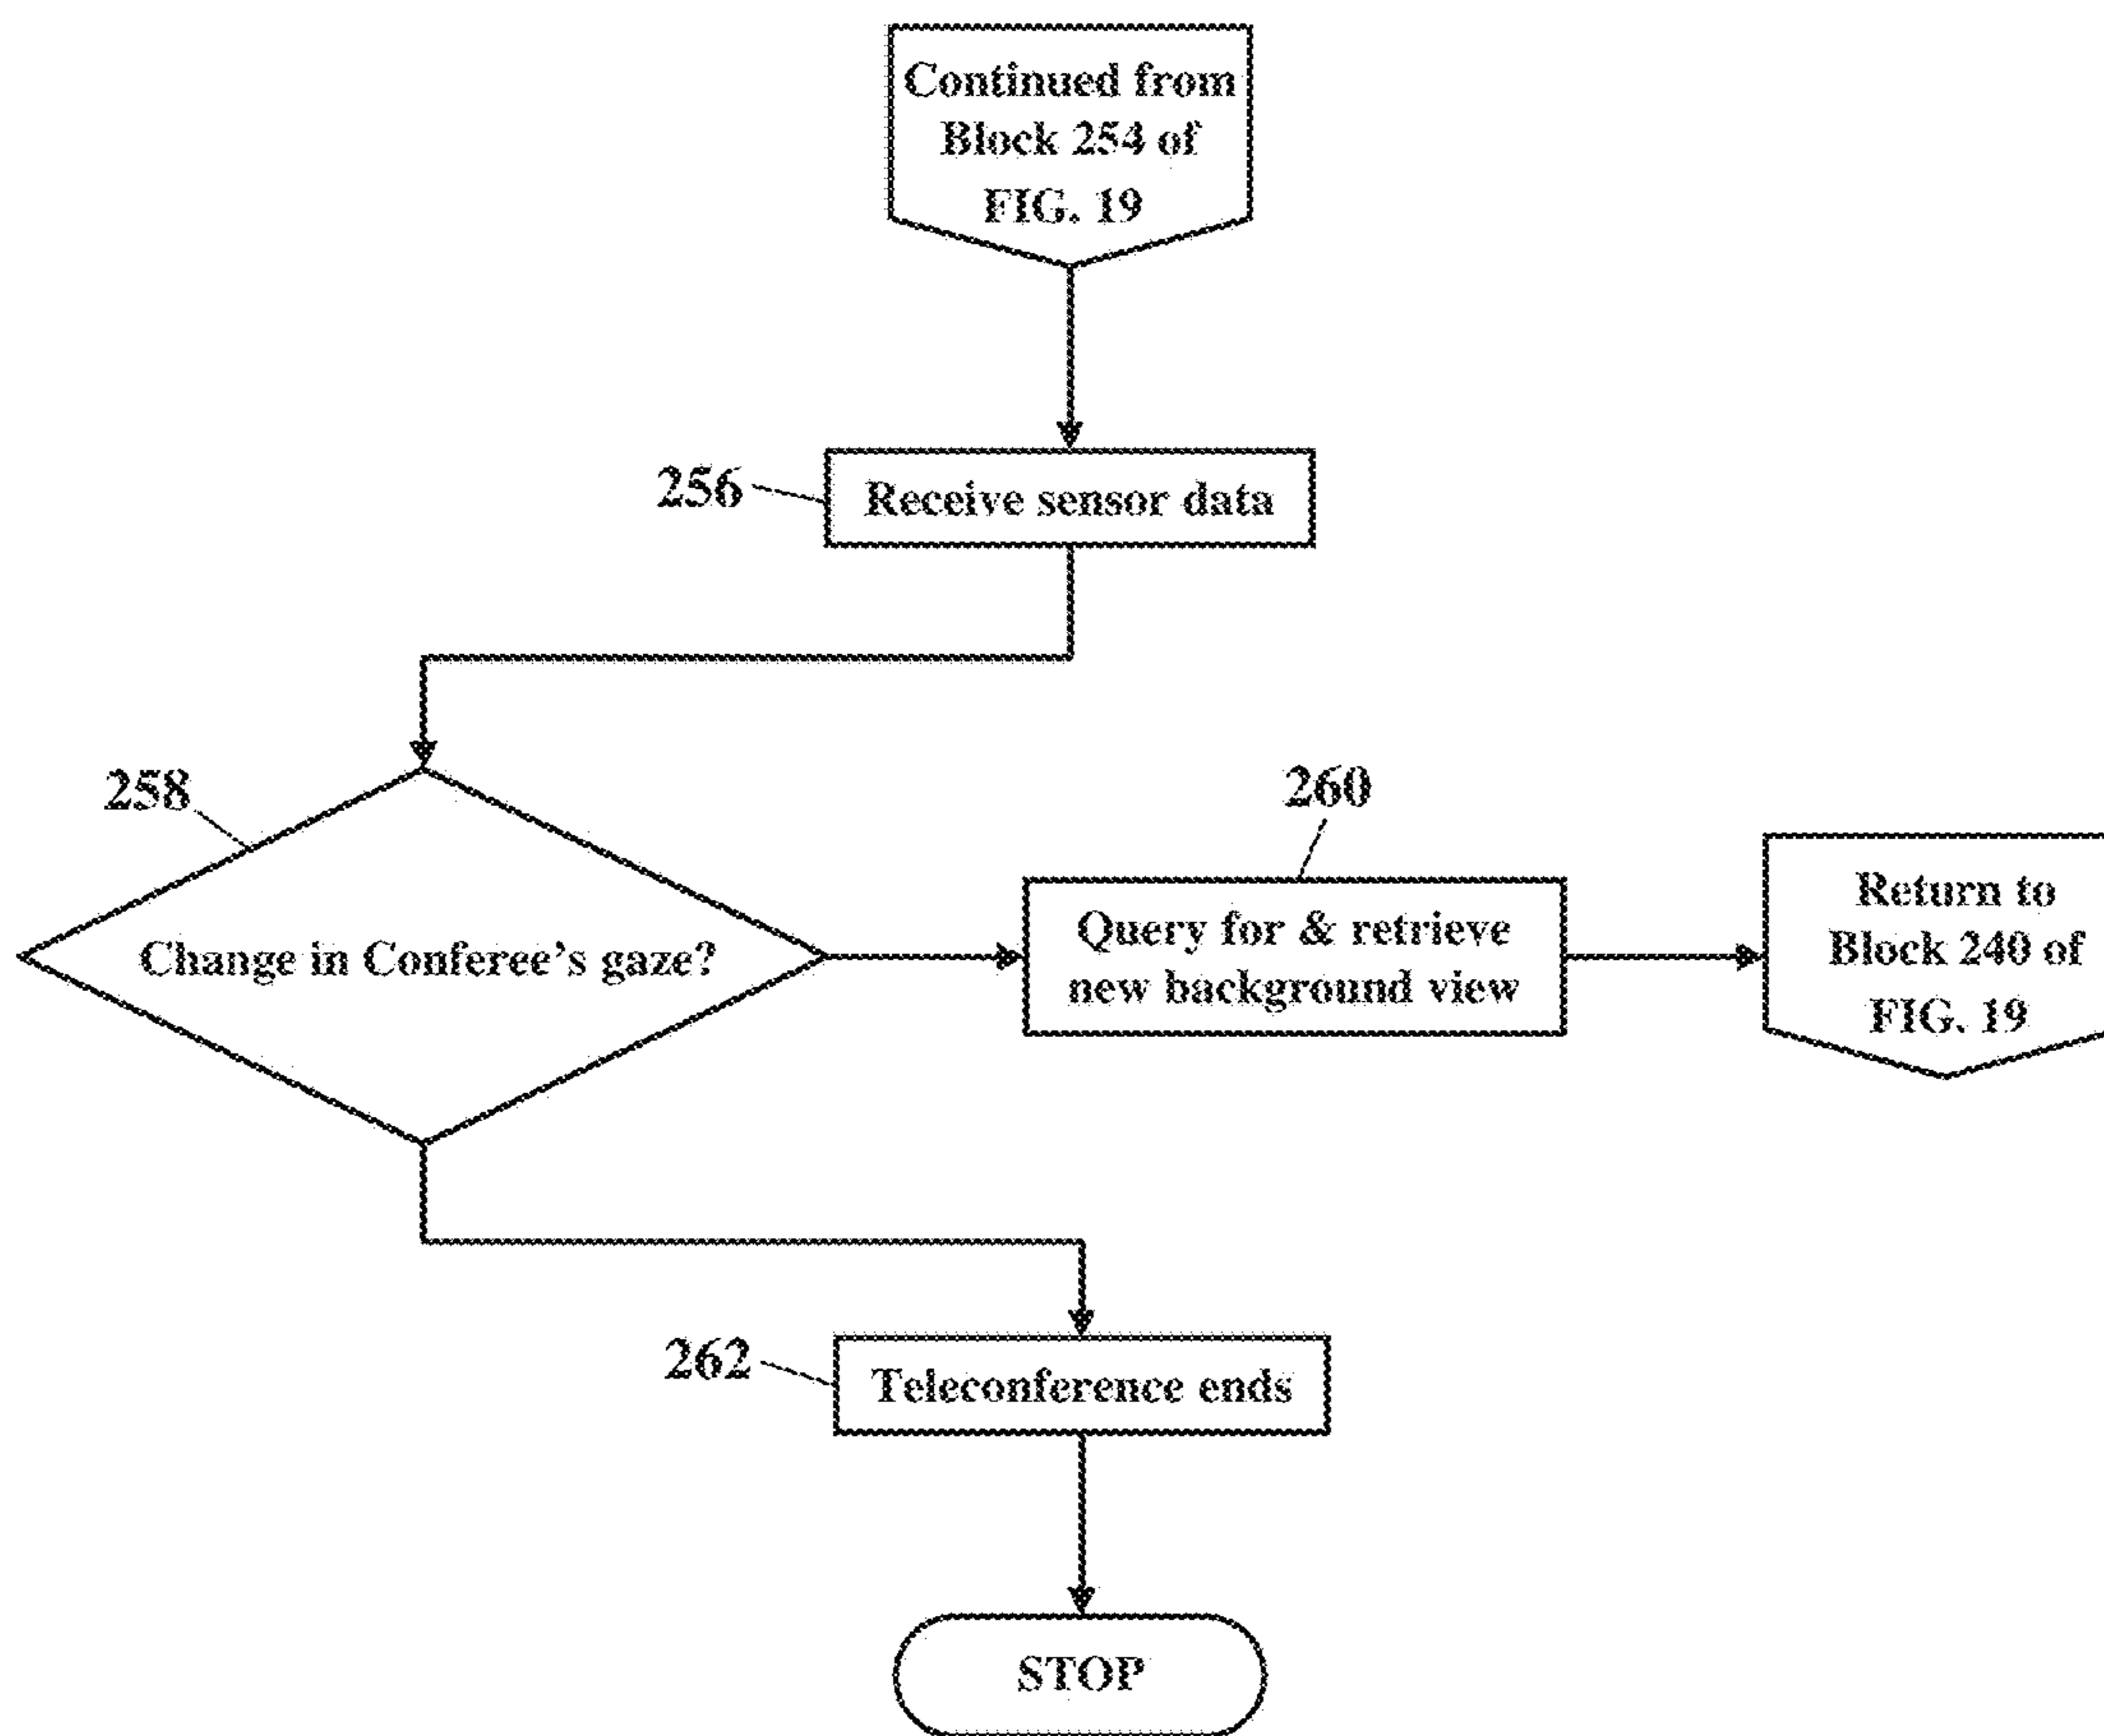 Continued from
Block 254 of
FIG. 19
256
Receive sensor data
258
Change in Conferee's gaze?
260
Query for & retrieve
new background view
Return to
Block 240 of
FIG. 19
262
Teleconference ends
STOP